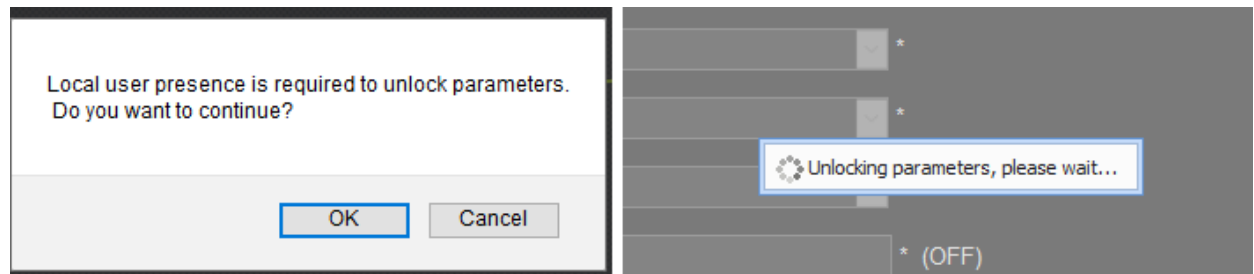 Local user presence is required to unlock parameters.
Do you want to continue?
OK
Cancel
*
*
Unlocking parameters, please wait...
* (OFF)